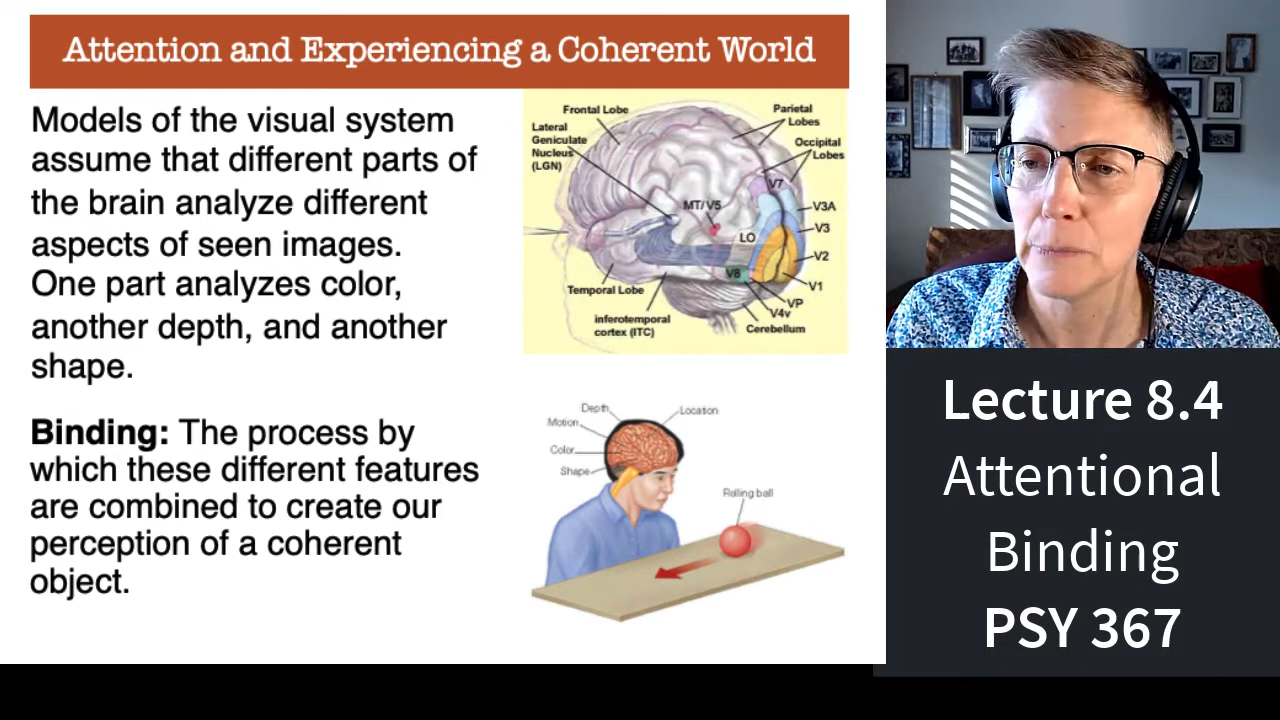 Attention and Experiencing a Coherent World
Models of the visual system
assume that different parts of
the brain analyze different
aspects of seen images.
One part analyzes color,
another depth, and another
shape.
Binding: The process by
which these different features
are combined to create our
perception of a coherent
object.
Frontal Lobe
Lateral
Geniculate
Nucleus
(LGN)
Parietal
Lobes
Occipital
Lobes
V7
MT/V5
V3A
LO
V3
V2
V8
V1
Temporal Lobe
VP
V4v
inferotemporal
cortex (ITC)
Cerebellum
Depth
Location
Motion
Color
Shape
Rolling ball
Lecture 8.4
Attentional
Binding
PSY 367